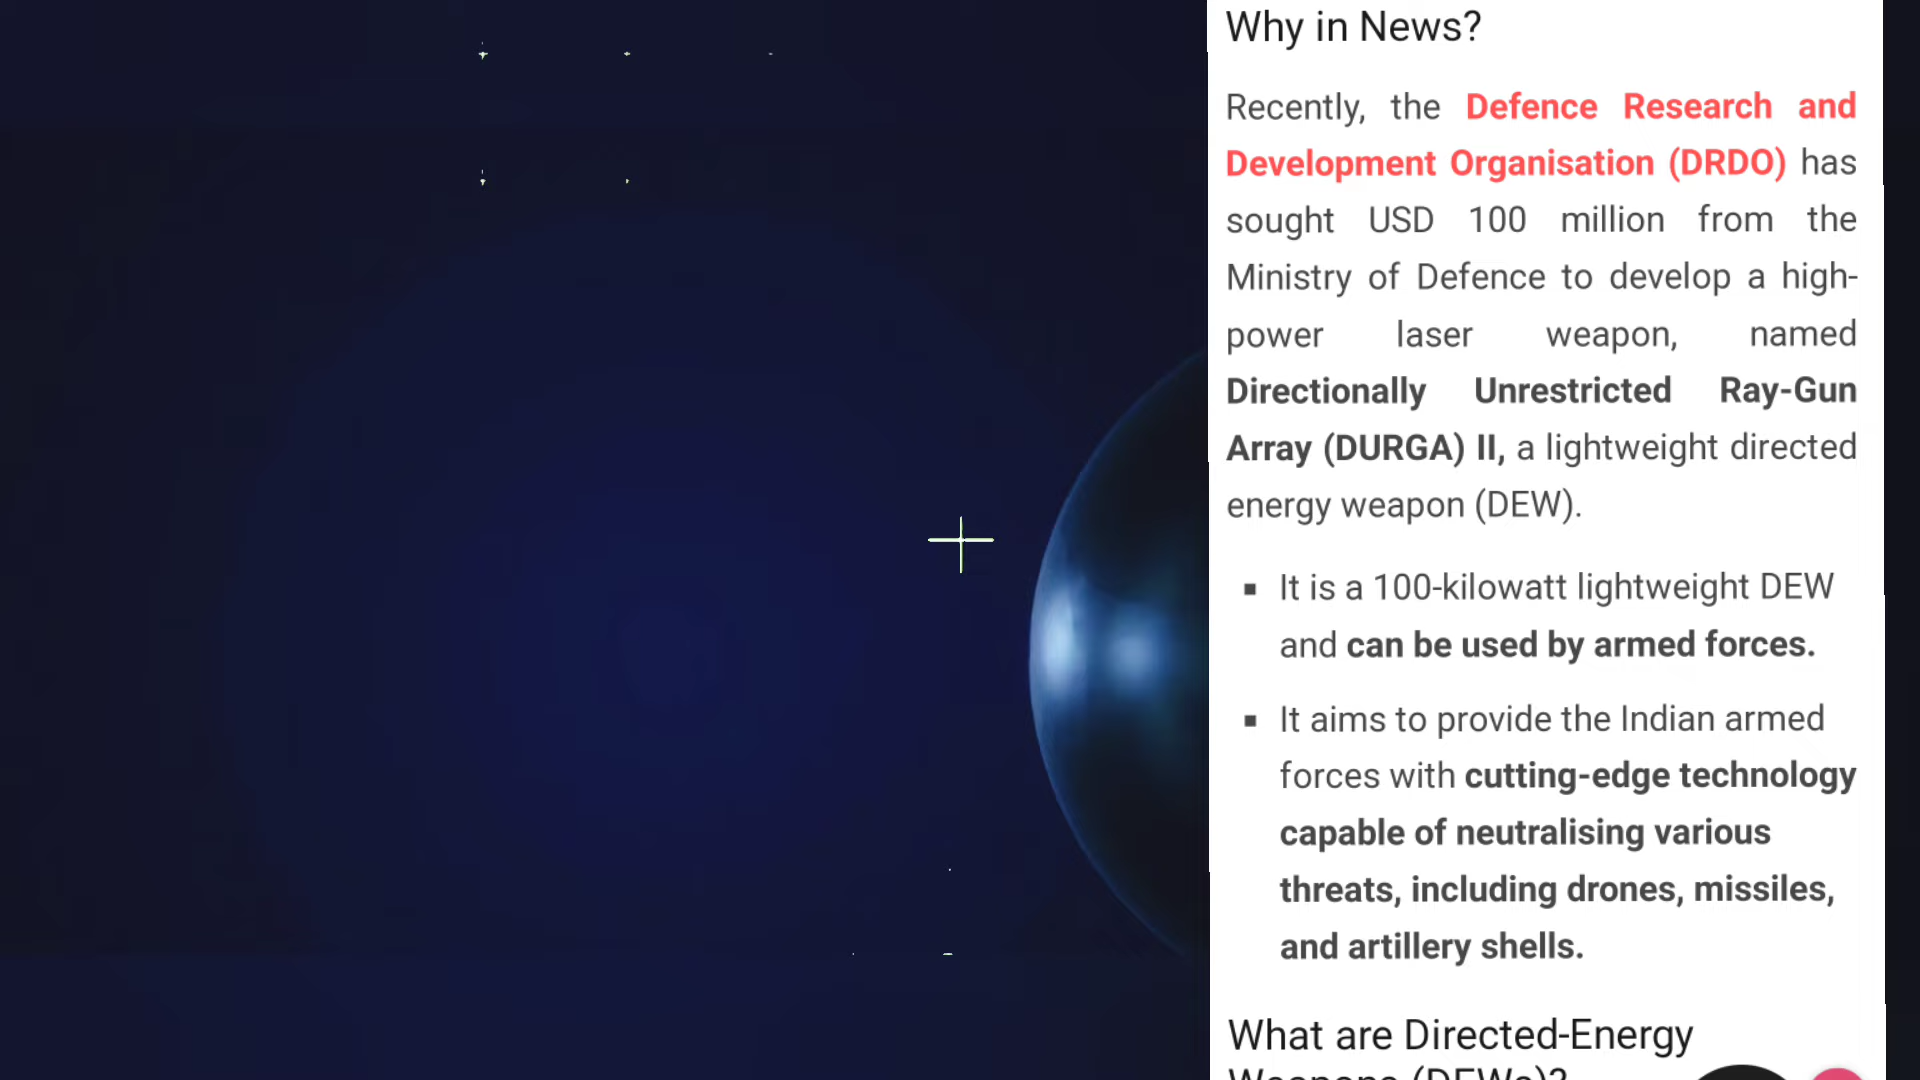 Why in News?
Recently, the Defence Research and
Development Organisation (DRDO) has
sought USD 100 million from the
Ministry of Defence to develop a high-
power laser weapon, named
Directionally Unrestricted Ray-Gun
Array (DURGA) II, a lightweight directed
energy weapon (DEW).
▪ It is a 100-kilowatt lightweight DEW
and can be used by armed forces.
▪ It aims to provide the Indian armed
forces with cutting-edge technology
capable of neutralising various
threats, including drones, missiles,
and artillery shells.
What are Directed-Energy
Weapons (DEWs)?